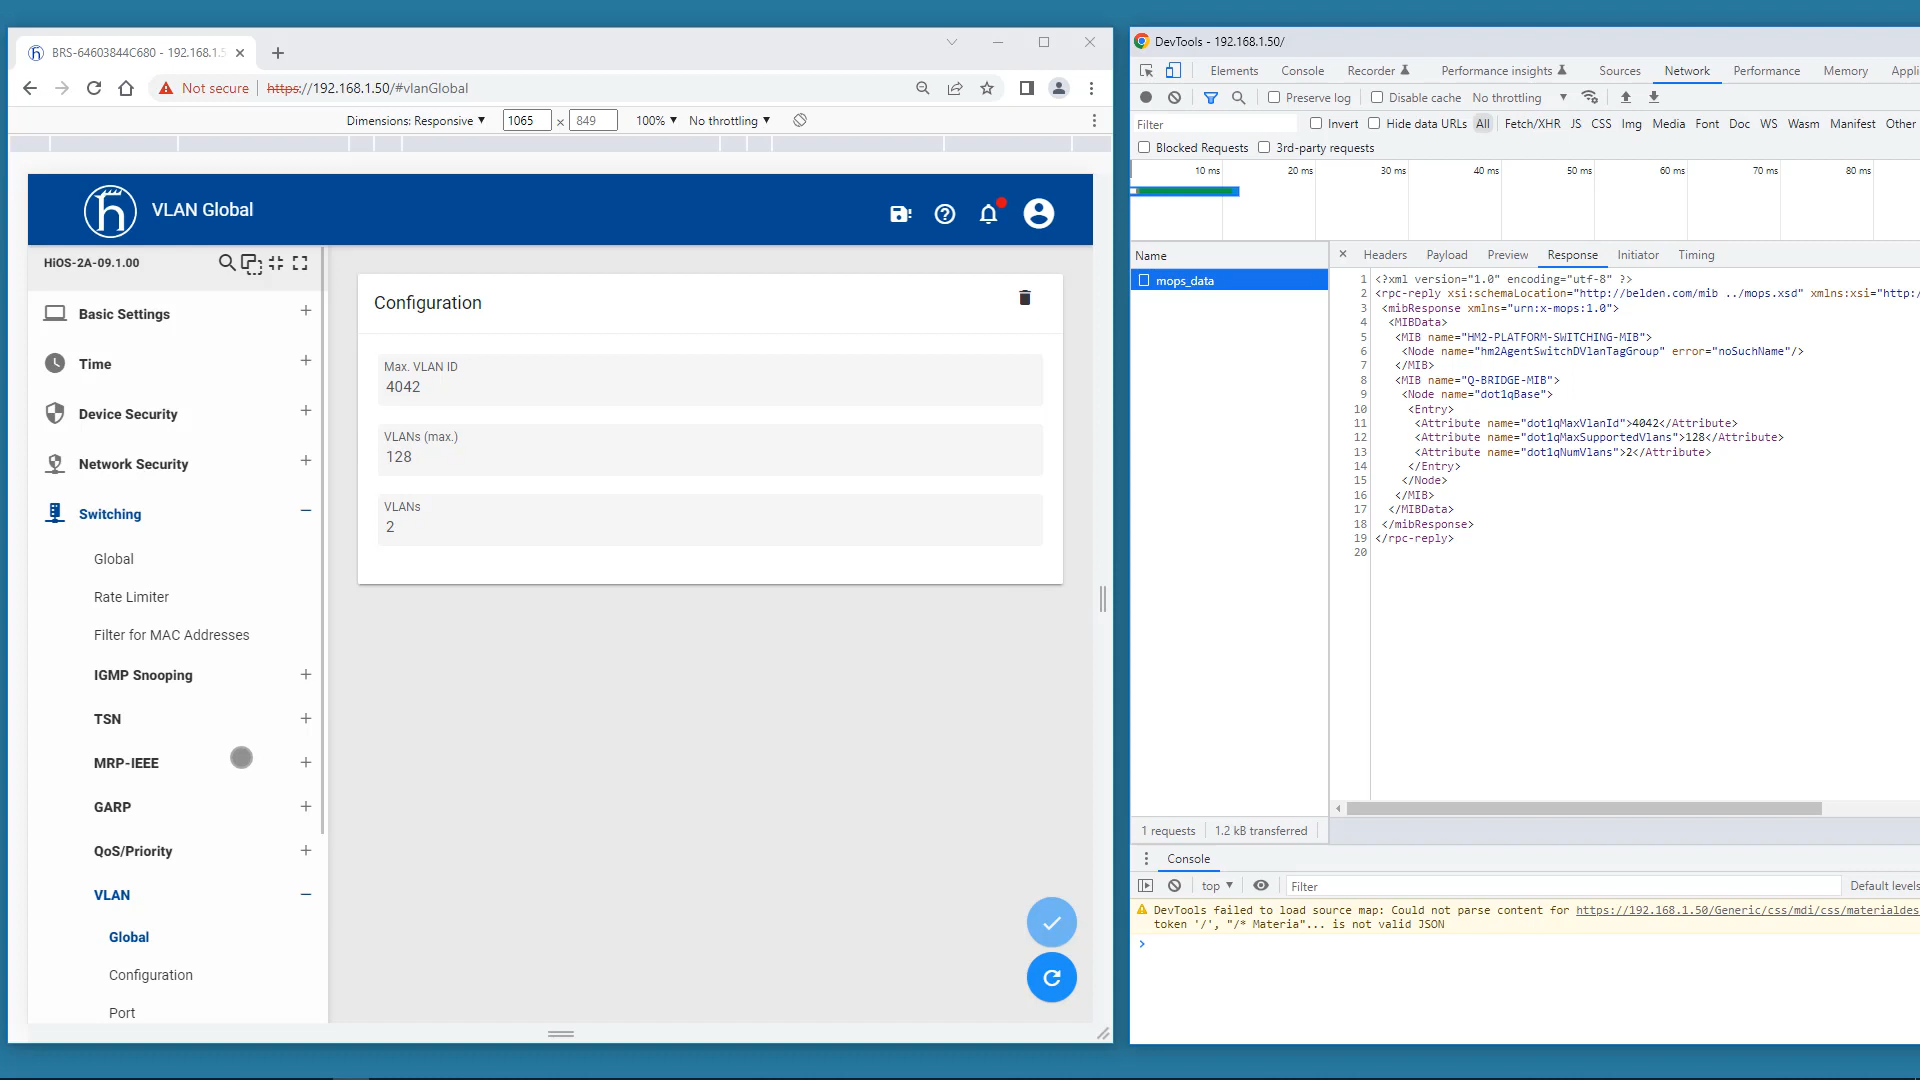 BRS-64603844C680 - 192.168.1.5
Not secure
https://192.168.1.50/#vlanGlobal
Dimensions: Responsive ▼ 1065 × 849 100% ▼ No throttling ▼
VLAN Global
HiOS-2A-09.1.00
Basic Settings
Time
Device Security
Network Security
Switching
Global
Rate Limiter
Filter for MAC Addresses
IGMP Snooping
TSN
MRP-IEEE
GARP
QoS/Priority
VLAN
Global
Configuration
Port
Configuration
Max. VLAN ID
4042
VLANs (max.)
128
VLANs
2
DevTools - 192.168.1.50/
Elements Console Recorder Performance insights Sources Network Performance Memory Appli
Preserve log Disable cache No throttling ▼
Filter Invert Hide data URLs All Fetch/XHR JS CSS Img Media Font Doc WS Wasm Manifest Other
Blocked Requests 3rd-party requests
10 ms 20 ms 30 ms 40 ms 50 ms 60 ms 70 ms 80 ms
Name
mops_data
1 requests 1.2 kB transferred
Headers Payload Preview Response Initiator Timing
1 <?xml version="1.0" encoding="utf-8" ?>
2 <rpc-reply xsi:schemaLocation="http://belden.com/mib ../mops.xsd" xmlns:xsi="http:/
3 <mibResponse xmlns="urn:x-mops:1.0">
4 <MIBData>
5 <MIB name="HM2-PLATFORM-SWITCHING-MIB">
6 <Node name="hm2AgentSwitchDVlanTagGroup" error="noSuchName"/>
7 </MIB>
8 <MIB name="Q-BRIDGE-MIB">
9 <Node name="dot1qBase">
10 <Entry>
11 <Attribute name="dot1qMaxVlanId">4042</Attribute>
12 <Attribute name="dot1qMaxSupportedVlans">128</Attribute>
13 <Attribute name="dot1qNumVlans">2</Attribute>
14 </Entry>
15 </Node>
16 </MIB>
17 </MIBData>
18 </mibResponse>
19 </rpc-reply>
20
Console
top ▼ Filter Default levels
DevTools failed to load source map: Could not parse content for https://192.168.1.50/Generic/css/mdi/css/materialdes
token '/', "/* Materia"... is not valid JSON